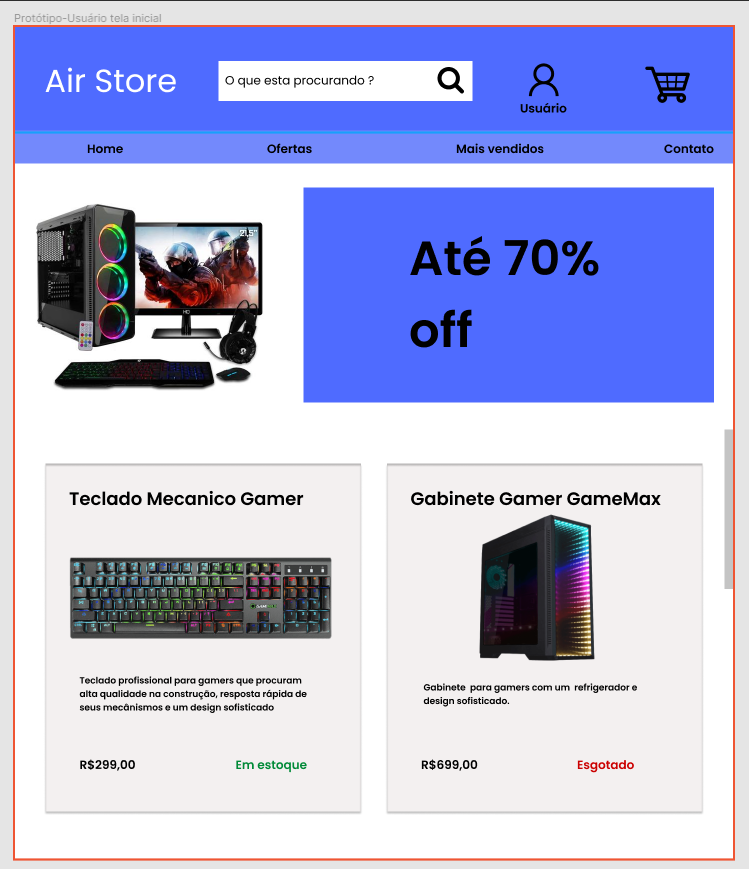 Protótipo-Usuário tela inicial
Air Store
O que esta procurando ?
Usuário
Home
Ofertas
Mais vendidos
Contato
21,5"
HQ
Até 70%
off
Teclado Mecanico Gamer
Teclado profissional para gamers que procuram
alta qualidade na construção, resposta rápida de
seus mecânismos e um design sofisticado
R$299,00
Em estoque
Gabinete Gamer GameMax
Gabinete para gamers com um refrigerador e
design sofisticado.
R$699,00
Esgotado